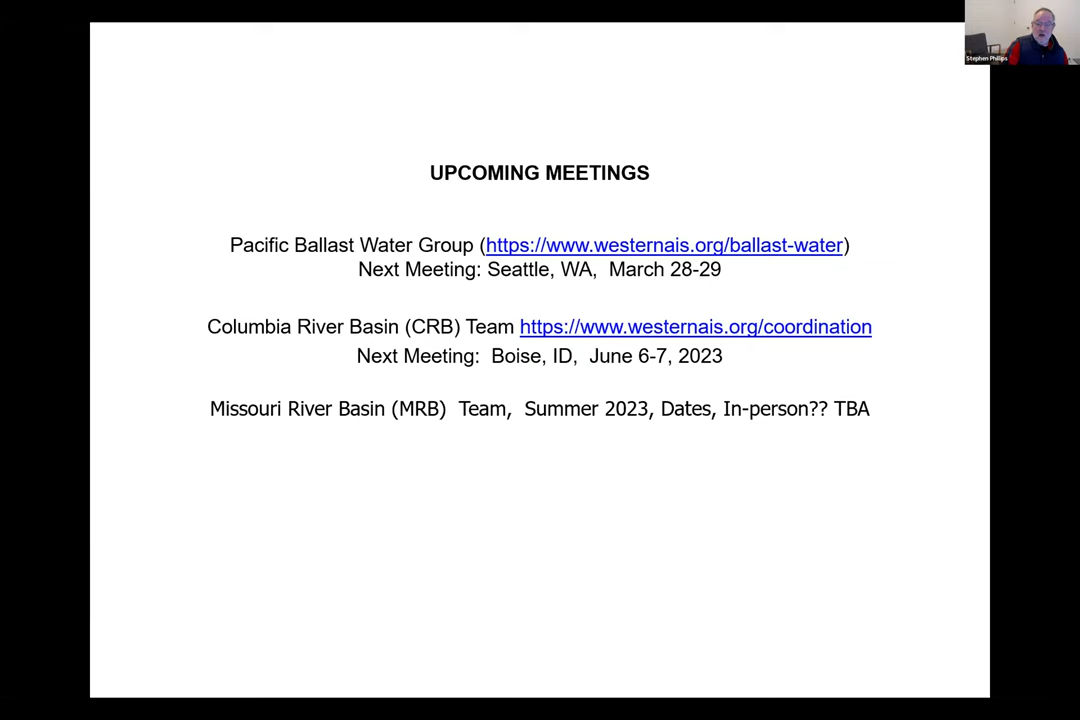 Stephen Phillips
UPCOMING MEETINGS
Pacific Ballast Water Group (https://www.westernais.org/ballast-water)
Next Meeting: Seattle, WA, March 28-29
Columbia River Basin (CRB) Team https://www.westernais.org/coordination
Next Meeting: Boise, ID, June 6-7, 2023
Missouri River Basin (MRB) Team, Summer 2023, Dates, In-person?? TBA